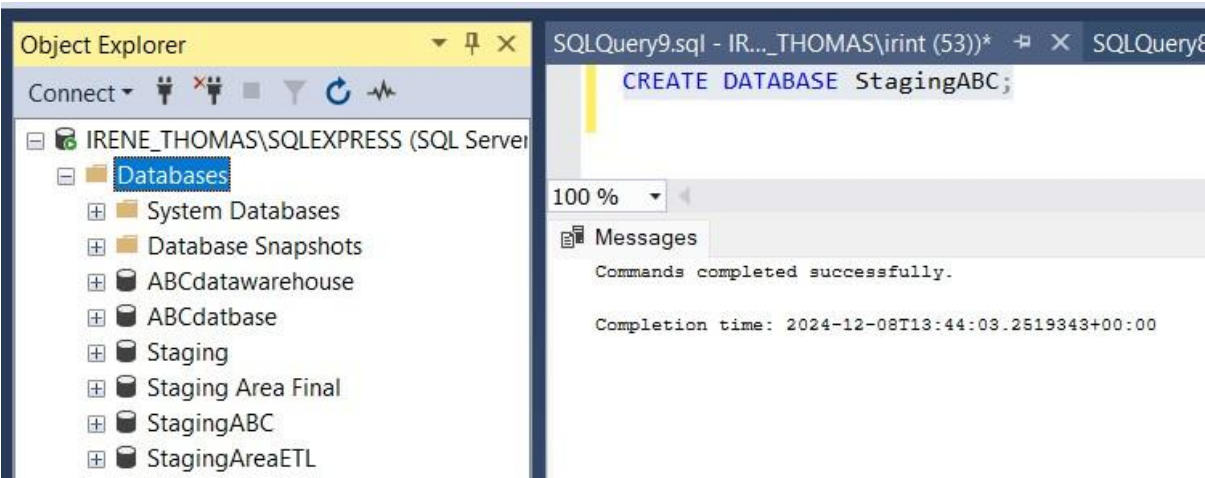 Object Explorer
Connect
IRENE_THOMAS\SQLEXPRESS (SQL Server
Databases
System Databases
Database Snapshots
ABCdatawarehouse
ABCdatbase
Staging
Staging Area Final
StagingABC
StagingAreaETL
SQLQuery9.sql - IR..._THOMAS\irint (53))* SQLQuery8
CREATE DATABASE StagingABC;
100 %
Messages
Commands completed successfully.
Completion time: 2024-12-08T13:44:03.2519343+00:00